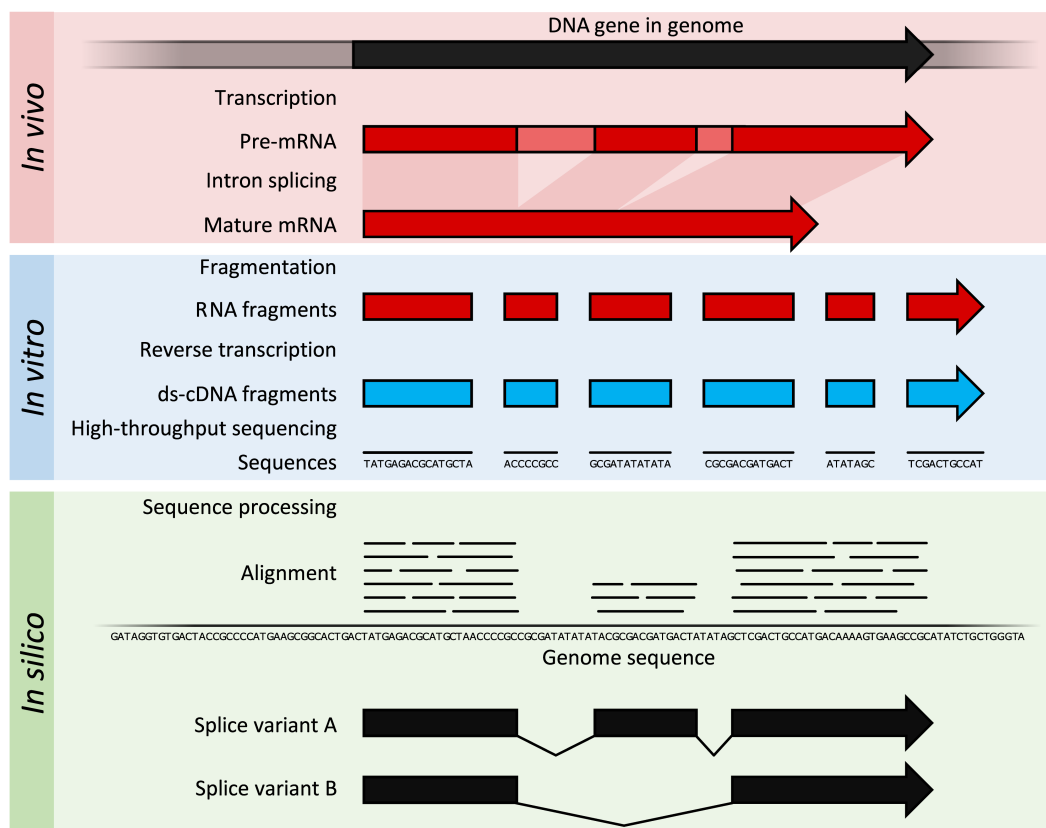 In vivo
DNA gene in genome
Transcription
Pre-mRNA
Intron splicing
Mature mRNA
In vitro
Fragmentation
RNA fragments
Reverse transcription
ds-cDNA fragments
High-throughput sequencing
Sequences TATGAGACGCATGCTA ACCCCGCC GCGATATATATA CGCGACGATGACT ATATAGC TCGACTGCCAT
In silico
Sequence processing
Alignment
GATAGGTGTGACTACCGCCCCATGAAGCGGCACTGACTATGAGACGCATGCTAACCCCGCCGCGATATATATACGCGACGATGACTATATAGCTCGACTGCCATGACAAAAGTGAAGCCGCATATCTGCTGGGTA
Genome sequence
Splice variant A
Splice variant B